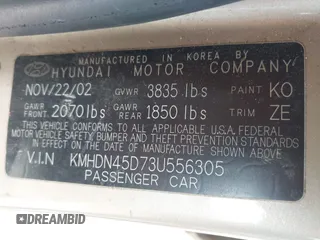 MANUFACTURED IN KOREA BY
HYUNDAI MOTOR COMPANY
NOV/22/02 GVWR 3835 lbs PAINT KO
GAWR FRONT 2070 lbs GAWR REAR 1850 lbs TRIM ZE
THIS VEHICLE CONFORMS TO ALL APPLICABLE U.S.A. FEDERAL
MOTOR VEHICLE SAFETY, BUMPER AND THEFT PREVENTION
STANDARDS IN EFFECT ON THE DATE OF MANUFACTURE
SHOWN ABOVE.
V.I.N KMHDN45D73U556305
PASSENGER CAR
DREAMBID